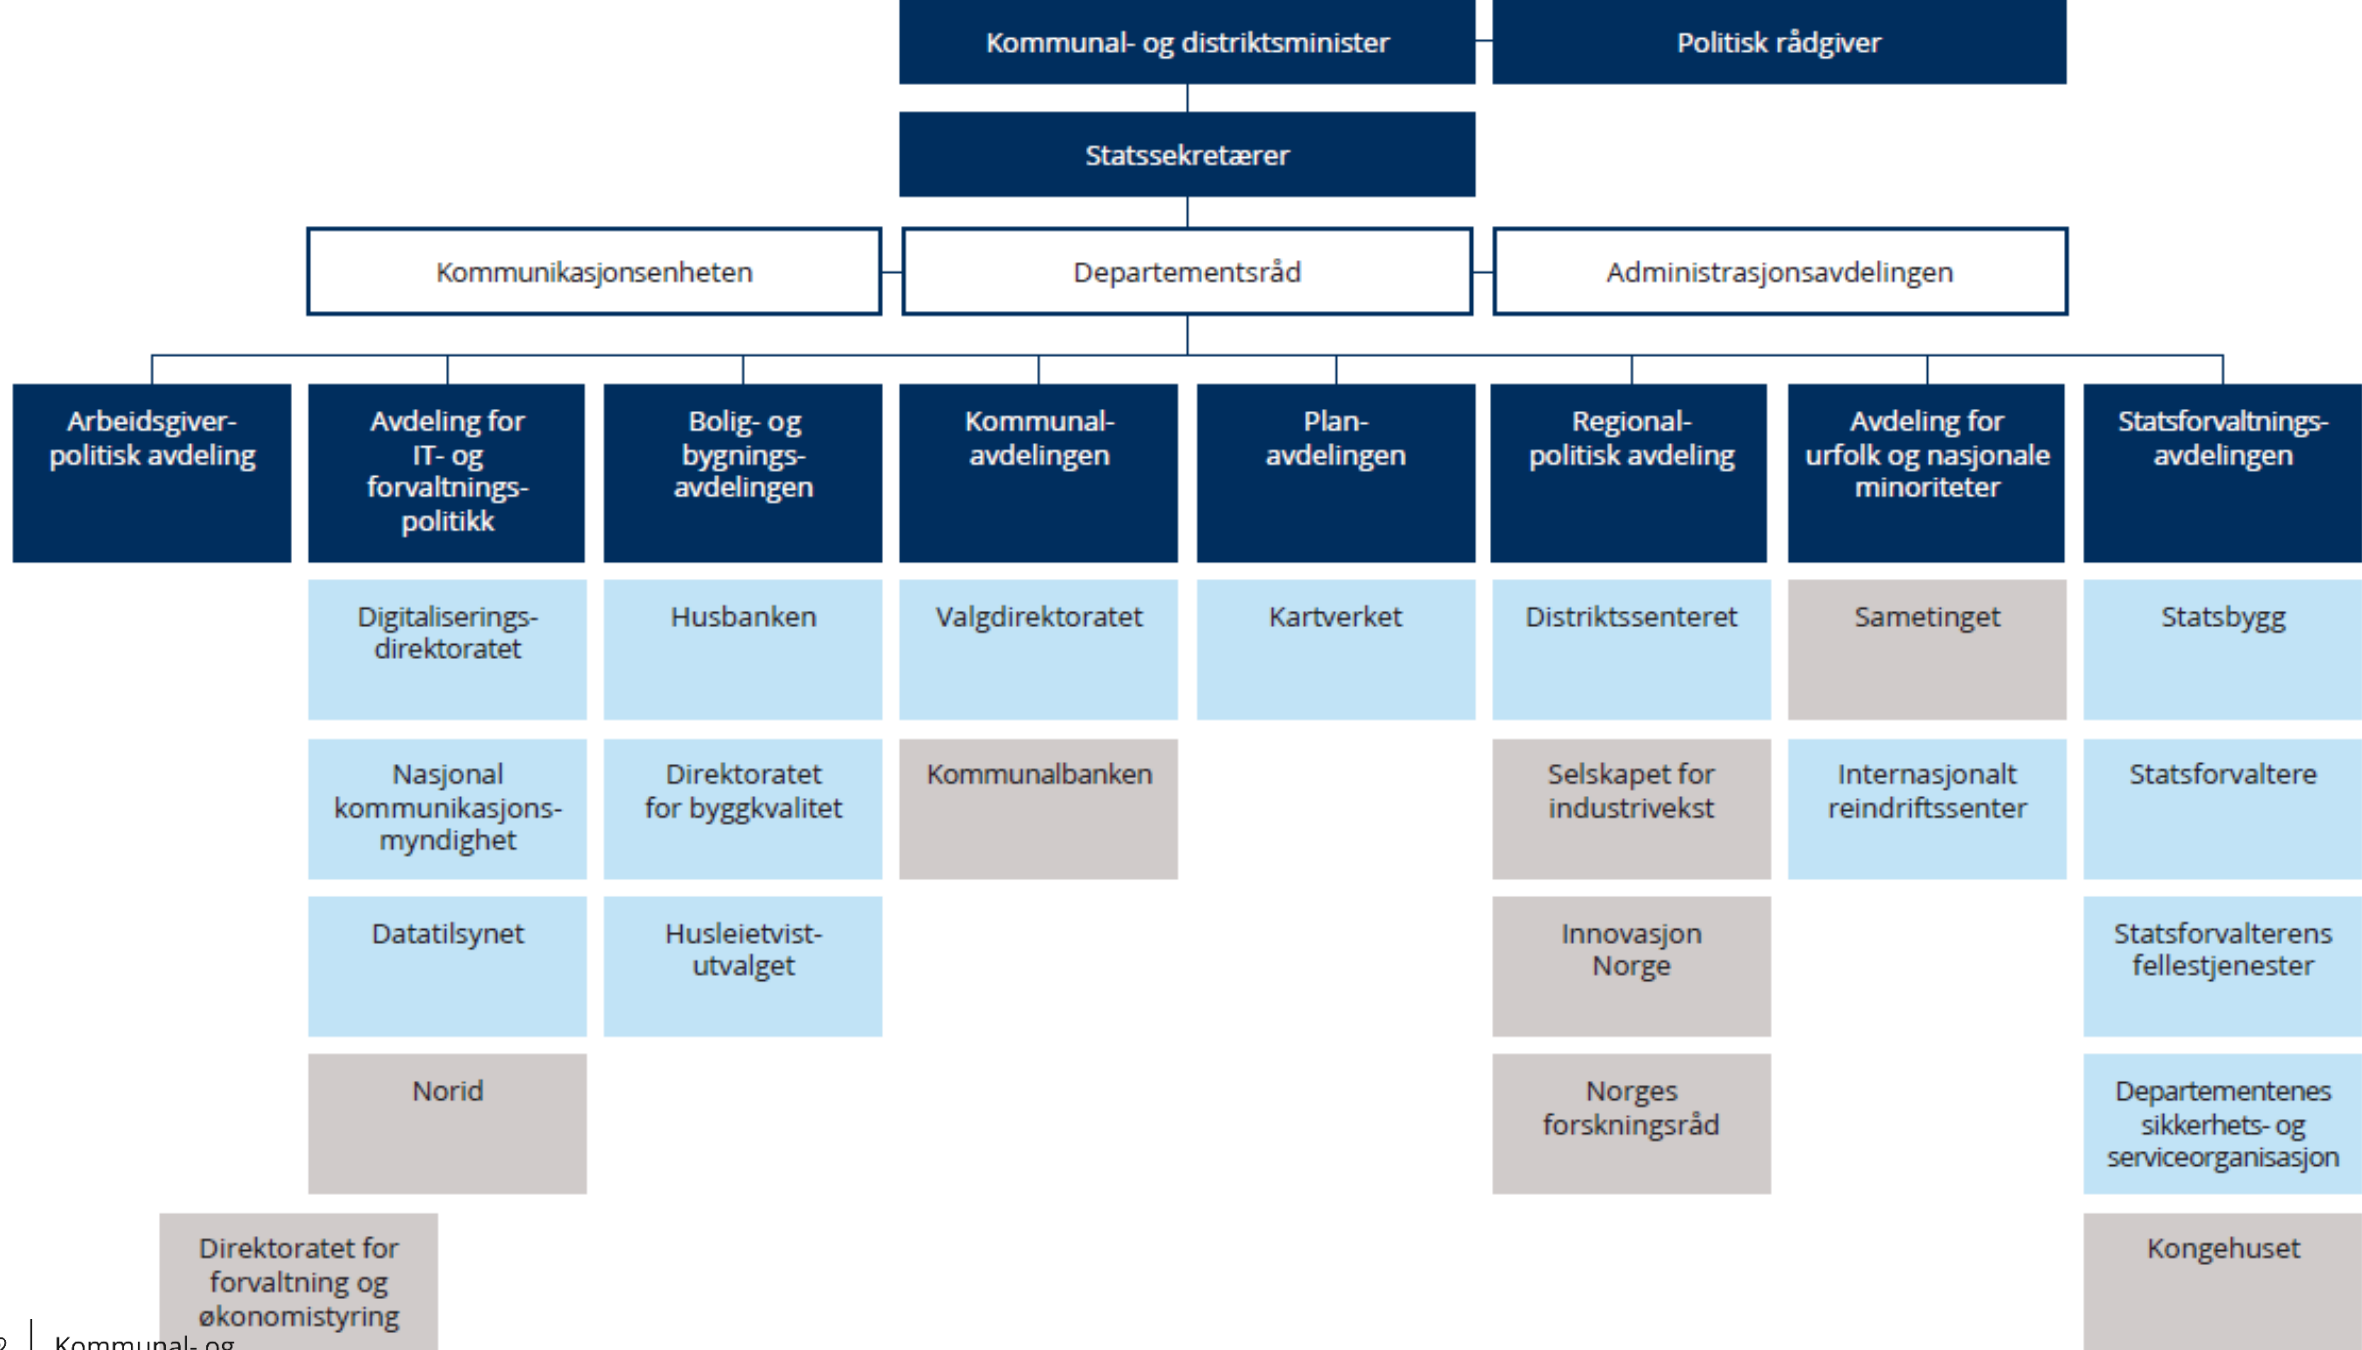 Kommunal- og distriktsminister
Politisk rådgiver
Statssekretærer
Kommunikasjonsenheten
Departementsråd
Administrasjonsavdelingen
Arbeidsgiver-
politisk avdeling
Avdeling for
IT- og
forvaltnings-
politikk
Bolig- og
bygnings-
avdelingen
Kommunal-
avdelingen
Plan-
avdelingen
Regional-
politisk avdeling
Avdeling for
urfolk og nasjonale
minoriteter
Statsforvaltnings-
avdelingen
Digitaliserings-
direktoratet
Husbanken
Valgdirektoratet
Kartverket
Distriktssenteret
Sametinget
Statsbygg
Nasjonal
kommunikasjons-
myndighet
Direktoratet
for byggkvalitet
Kommunalbanken
Selskapet for
industrivekst
Internasjonalt
reindriftssenter
Statsforvaltere
Datatilsynet
Husleietvist-
utvalget
Innovasjon
Norge
Statsforvalterens
fellestjenester
Norid
Norges
forskningsråd
Departementenes
sikkerhets- og
serviceorganisasjon
Direktoratet for
forvaltning og
økonomistyring
Kongehuset
Kommunal- og